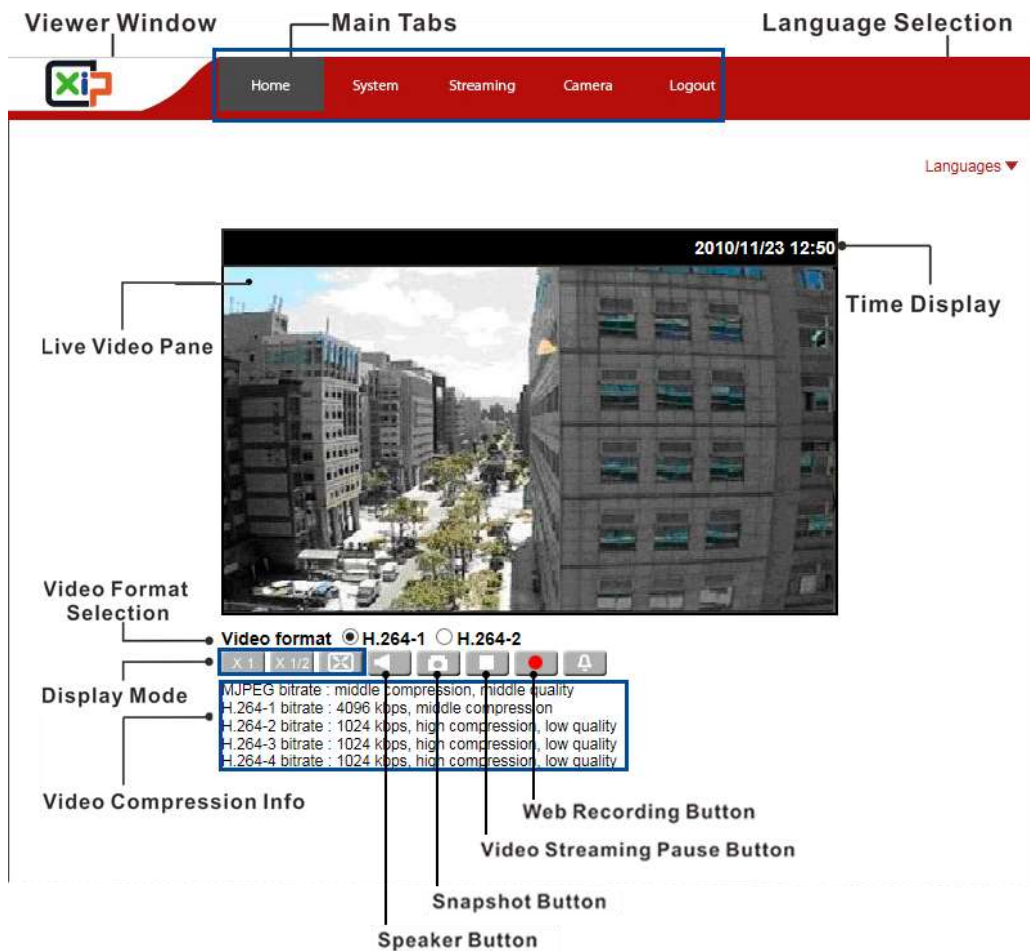 Viewer Window
Main Tabs
Language Selection
XiP
Home
System
Streaming
Camera
Logout
Languages
2010/11/23 12:50
Time Display
Live Video Pane
Video Format
Selection
Video format H.264-1 H.264-2
X 1
X 1/2
Display Mode
MJPEG bitrate : middle compression, middle quality
H.264-1 bitrate : 4096 kbps, middle compression
H.264-2 bitrate : 1024 kbps, high compression, low quality
H.264-3 bitrate : 1024 kbps, high compression, low quality
H.264-4 bitrate : 1024 kbps, high compression, low quality
Video Compression Info
Web Recording Button
Video Streaming Pause Button
Snapshot Button
Speaker Button